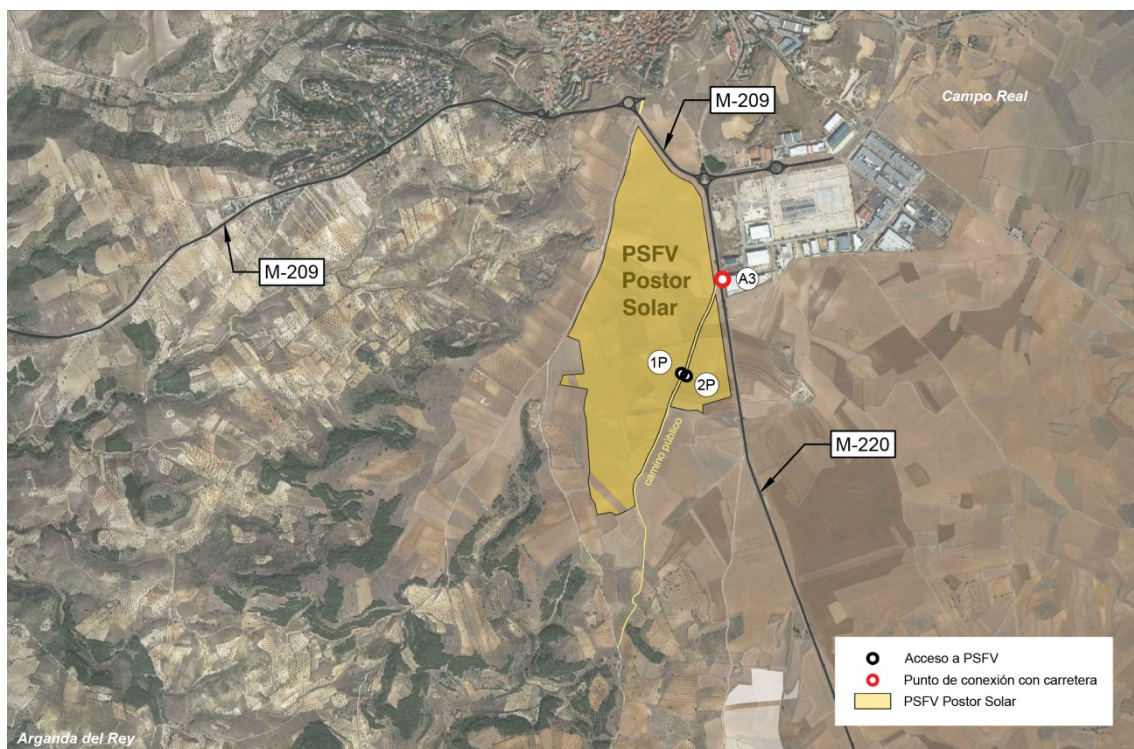 M-209
Campo Real
M-209
PSFV
Postor
Solar
A3
1P
2P
camino público
M-220
Acceso a PSFV
Punto de conexión con carretera
PSFV Postor Solar
Arganda del Rey